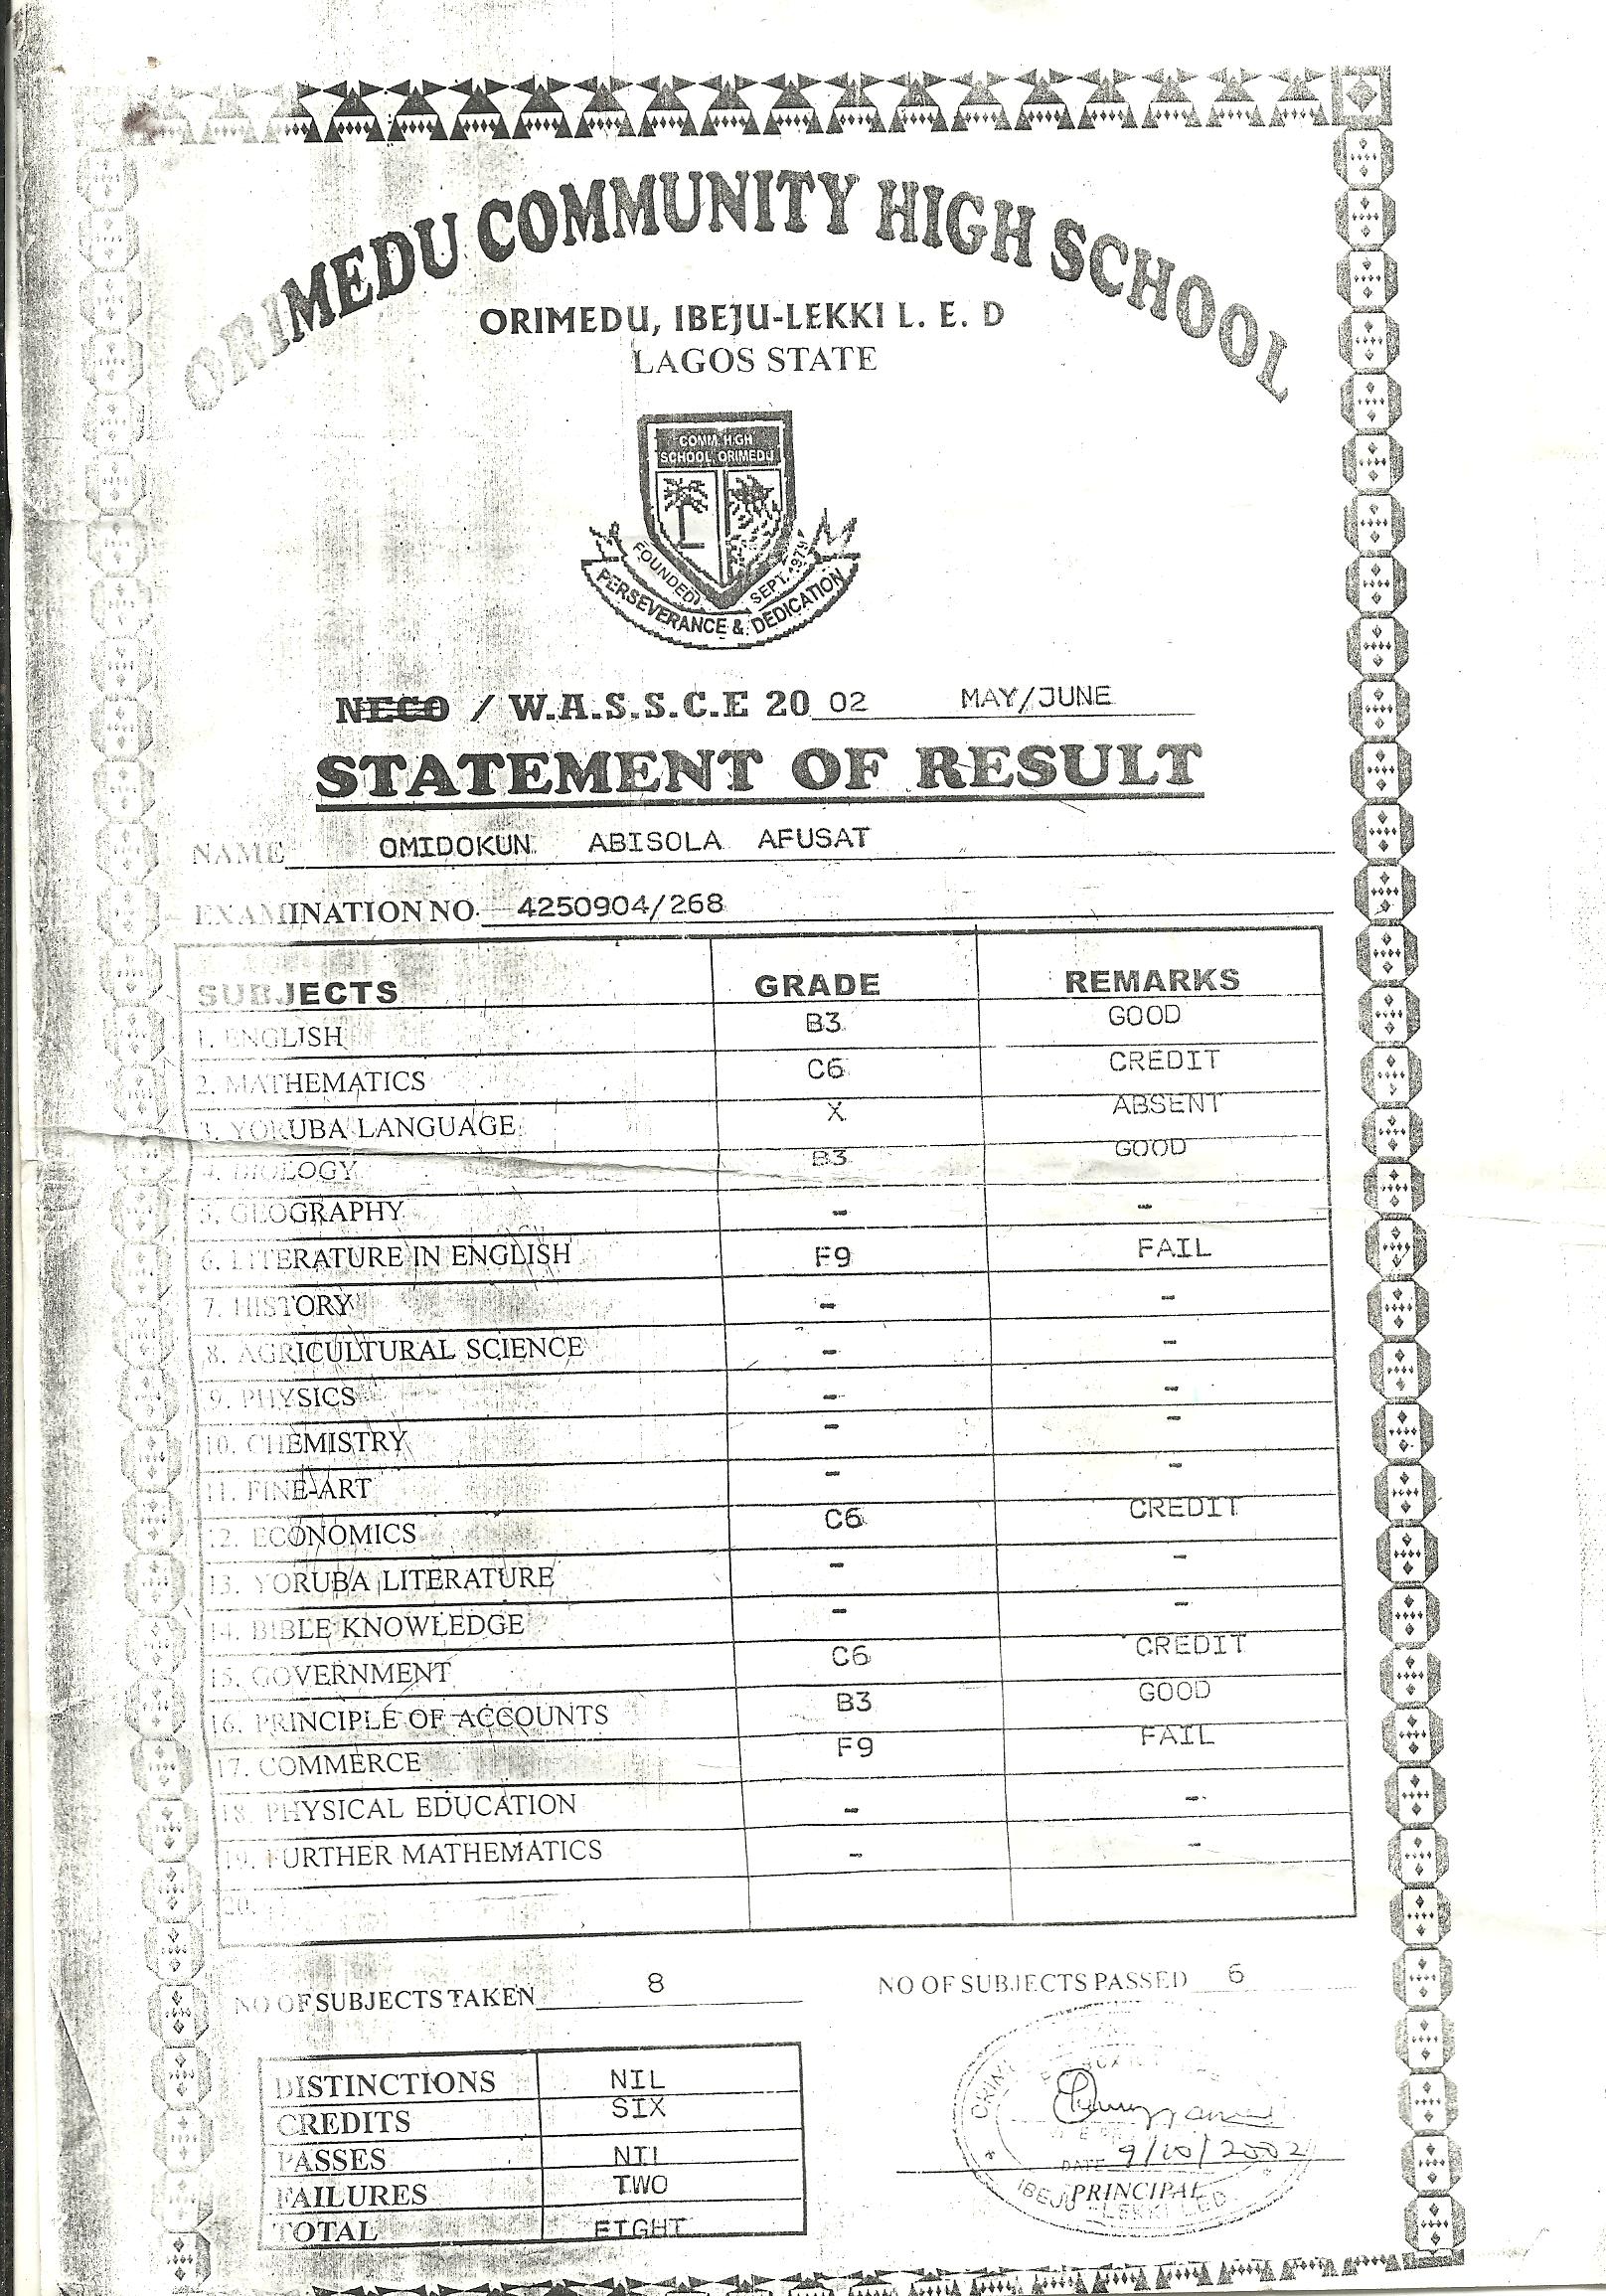 ORIMEDU COMMUNITY HIGH SCHOOL
ORIMEDU, IBEJU-LEKKI L. E. D
LAGOS STATE
COMM. HIGH
SCHOOL, ORIMEDU
FOUNDED SEPT. 1979
PERSEVERANCE & DEDICATION
NECO / W.A.S.S.C.E 20 02 MAY/JUNE
STATEMENT OF RESULT
NAME OMIDOKUN ABISOLA AFUSAT
EXAMINATION NO. 4250904/268
SUBJECTS GRADE REMARKS
1. ENGLISH B3 GOOD
2. MATHEMATICS C6 CREDIT
3. YORUBA LANGUAGE X ABSENT
4. BIOLOGY B3 GOOD
5. GEOGRAPHY - -
6. LITERATURE IN ENGLISH F9 FAIL
7. HISTORY - -
8. AGRICULTURAL SCIENCE - -
9. PHYSICS - -
10. CHEMISTRY - -
11. FINE-ART - -
12. ECONOMICS C6 CREDIT
13. YORUBA LITERATURE - -
14. BIBLE KNOWLEDGE - -
15. GOVERNMENT C6 CREDIT
16. PRINCIPLE OF ACCOUNTS B3 GOOD
17. COMMERCE F9 FAIL
18. PHYSICAL EDUCATION - -
19. FURTHER MATHEMATICS - -
20.
NO OF SUBJECTS TAKEN 8 NO OF SUBJECTS PASSED 6
DISTINCTIONS NIL
CREDITS SIX
PASSES NIL
FAILURES TWO
TOTAL EIGHT
DATE 9/10/2002
PRINCIPAL
IBEJU LEKKI LED